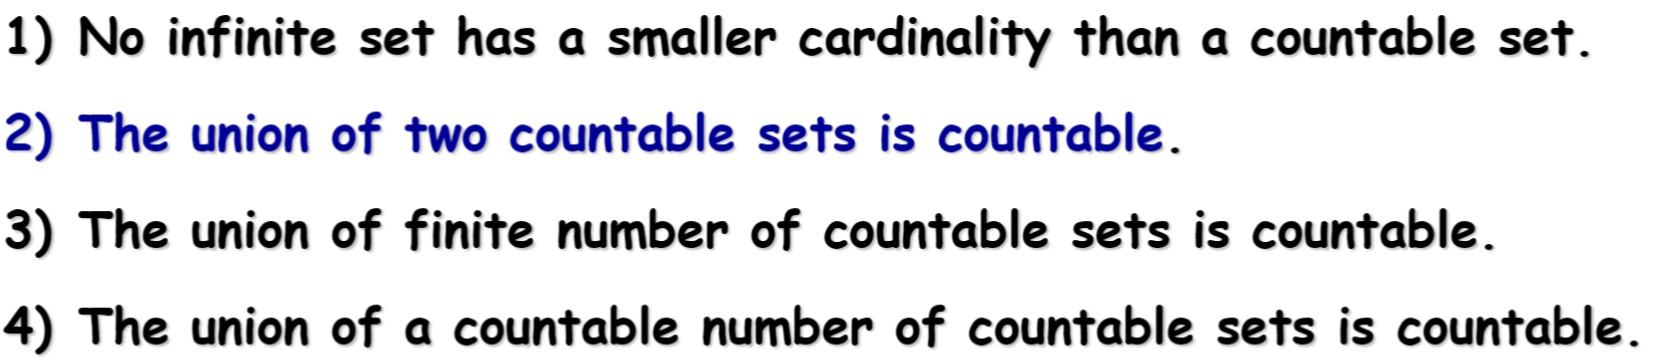 1) No infinite set has a smaller cardinality than a countable set.
2) The union of two countable sets is countable.
3) The union of finite number of countable sets is countable.
4) The union of a countable number of countable sets is countable.